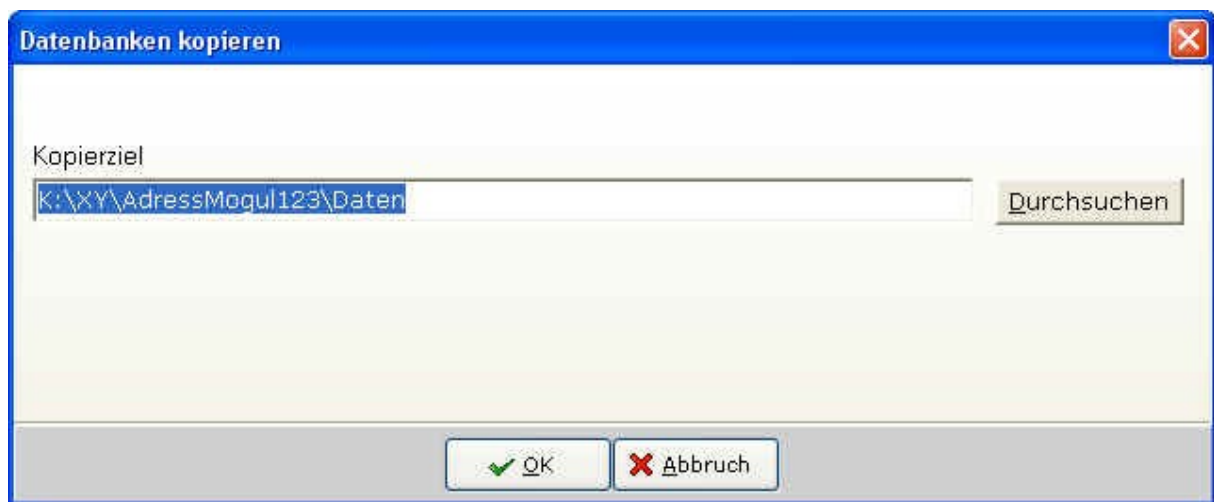 Datenbanken kopieren
Kopierziel
K:\XY\AdressMogul123\Daten
Durchsuchen
OK
Abbruch